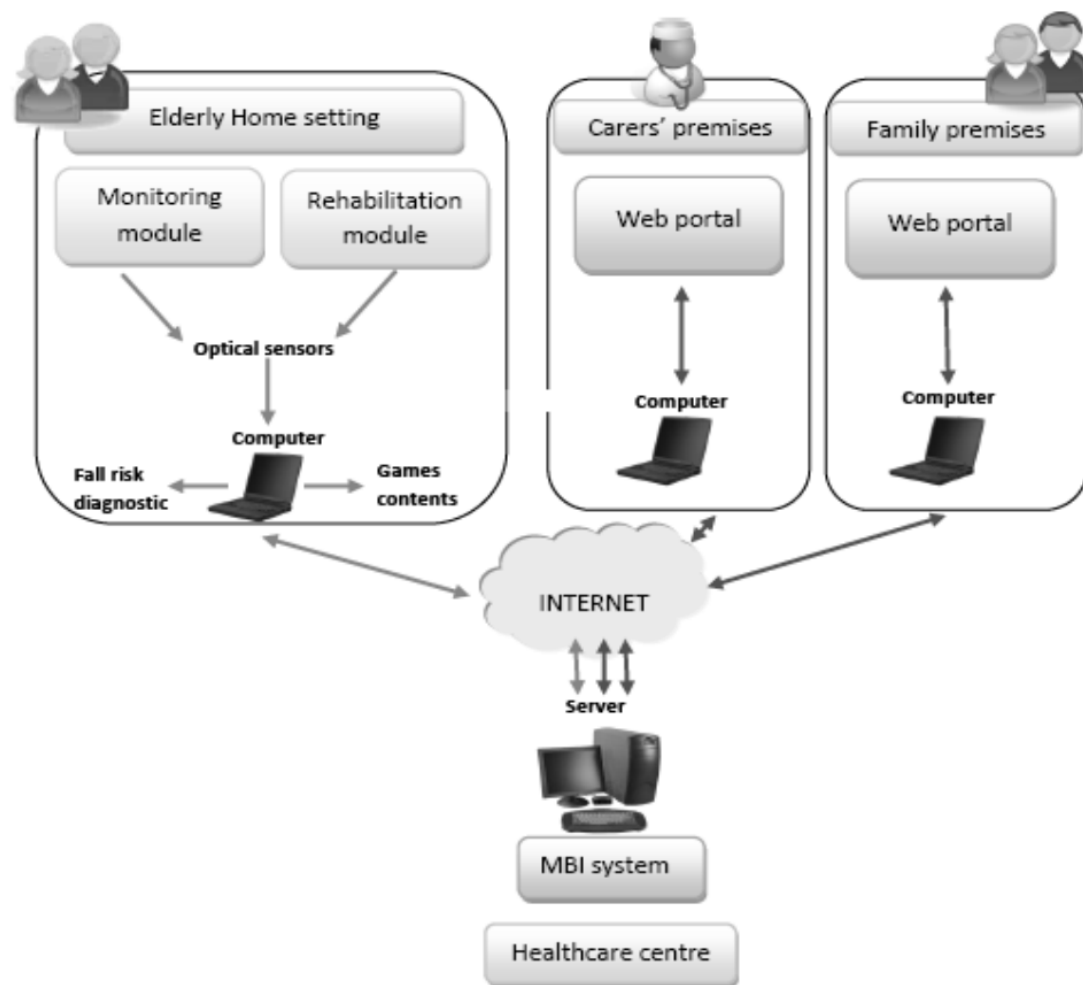 Elderly Home setting
Monitoring
module
Rehabilitation
module
Optical sensors
Computer
Fall risk
diagnostic
Games
contents
Carers’ premises
Web portal
Computer
Family premises
Web portal
Computer
INTERNET
Server
MBI system
Healthcare centre